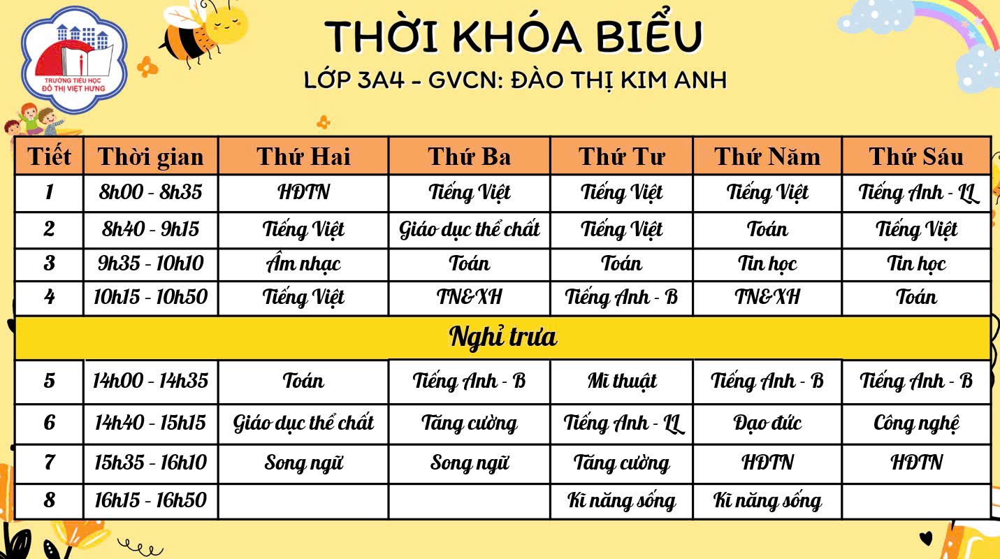 TRƯỜNG TIỂU HỌC
ĐÔ THỊ VIỆT HƯNG
THỜI KHÓA BIỂU
LỚP 3A4 - GVCN: ĐÀO THỊ KIM ANH
Tiết Thời gian Thứ Hai Thứ Ba Thứ Tư Thứ Năm Thứ Sáu
1 8h00 - 8h35 HĐTN Tiếng Việt Tiếng Việt Tiếng Việt Tiếng Anh - LL
2 8h40 - 9h15 Tiếng Việt Giáo dục thể chất Tiếng Việt Toán Tiếng Việt
3 9h35 - 10h10 Âm nhạc Toán Toán Tin học Tin học
4 10h15 - 10h50 Tiếng Việt TN&XH Tiếng Anh - B TN&XH Toán
Nghỉ trưa
5 14h00 - 14h35 Toán Tiếng Anh - B Mĩ thuật Tiếng Anh - B Tiếng Anh - B
6 14h40 - 15h15 Giáo dục thể chất Tăng cường Tiếng Anh - LL Đạo đức Công nghệ
7 15h35 - 16h10 Song ngữ Song ngữ Tăng cường HĐTN HĐTN
8 16h15 - 16h50 Kĩ năng sống Kĩ năng sống